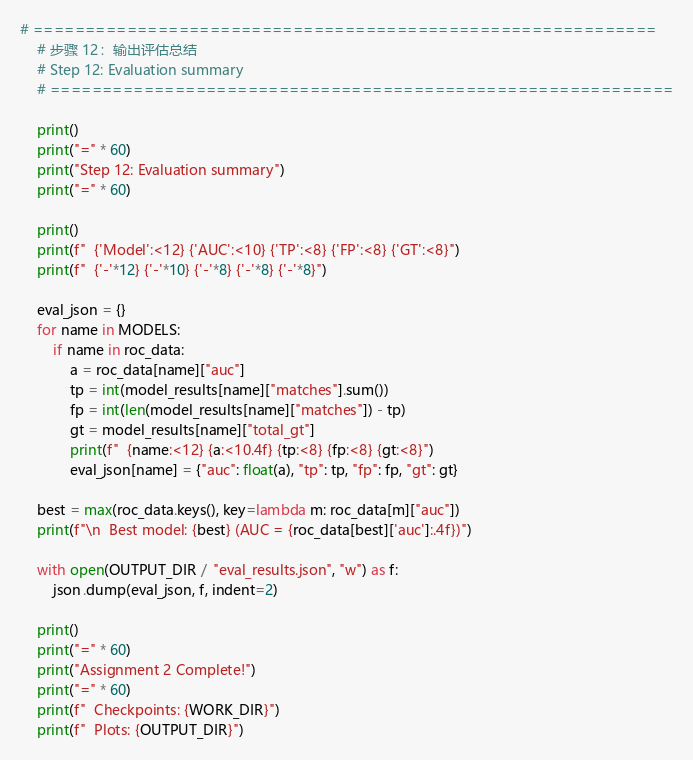 # ============================================================
    # 步骤 12：输出评估总结
    # Step 12: Evaluation summary
    # ============================================================

    print()
    print("=" * 60)
    print("Step 12: Evaluation summary")
    print("=" * 60)

    print()
    print(f"  {'Model':<12} {'AUC':<10} {'TP':<8} {'FP':<8} {'GT':<8}")
    print(f"  {'-'*12} {'-'*10} {'-'*8} {'-'*8} {'-'*8}")

    eval_json = {}
    for name in MODELS:
        if name in roc_data:
            a = roc_data[name]["auc"]
            tp = int(model_results[name]["matches"].sum())
            fp = int(len(model_results[name]["matches"]) - tp)
            gt = model_results[name]["total_gt"]
            print(f"  {name:<12} {a:<10.4f} {tp:<8} {fp:<8} {gt:<8}")
            eval_json[name] = {"auc": float(a), "tp": tp, "fp": fp, "gt": gt}

    best = max(roc_data.keys(), key=lambda m: roc_data[m]["auc"])
    print(f"\n  Best model: {best} (AUC = {roc_data[best]['auc']:.4f})")

    with open(OUTPUT_DIR / "eval_results.json", "w") as f:
        json.dump(eval_json, f, indent=2)

    print()
    print("=" * 60)
    print("Assignment 2 Complete!")
    print("=" * 60)
    print(f"  Checkpoints: {WORK_DIR}")
    print(f"  Plots: {OUTPUT_DIR}")